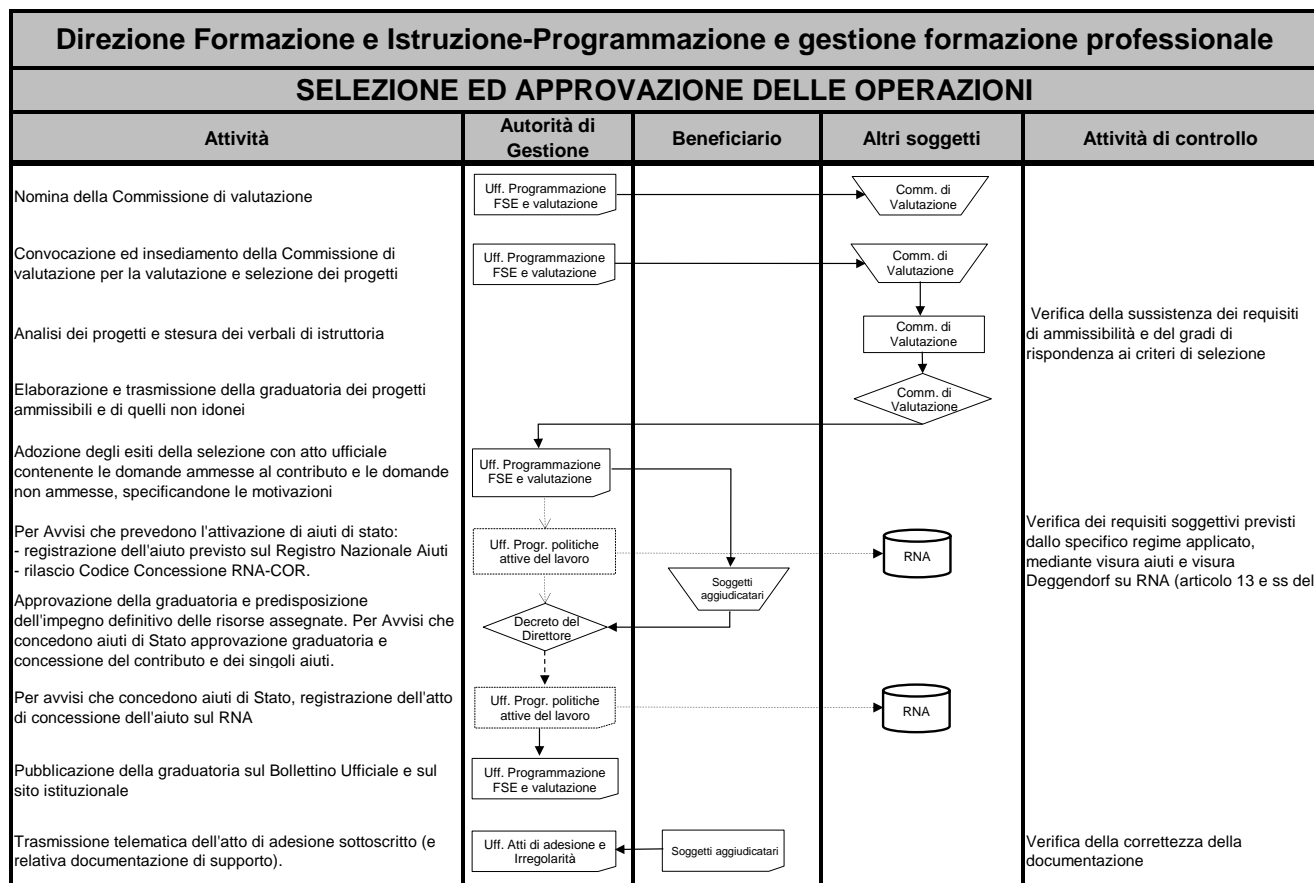 Direzione Formazione e Istruzione-Programmazione e gestione formazione professionale
SELEZIONE ED APPROVAZIONE DELLE OPERAZIONI
Attività
Autorità di
Gestione
Beneficiario
Altri soggetti
Attività di controllo
Nomina della Commissione di valutazione
Uff. Programmazione
FSE e valutazione
Comm. di
Valutazione
Convocazione ed insediamento della Commissione di
valutazione per la valutazione e selezione dei progetti
Uff. Programmazione
FSE e valutazione
Comm. di
Valutazione
Analisi dei progetti e stesura dei verbali di istruttoria
Comm. di
Valutazione
Verifica della sussistenza dei requisiti
di ammissibilità e del gradi di
rispondenza ai criteri di selezione
Elaborazione e trasmissione della graduatoria dei progetti
ammissibili e di quelli non idonei
Comm. di
Valutazione
Adozione degli esiti della selezione con atto ufficiale
contenente le domande ammesse al contributo e le domande
non ammesse, specificandone le motivazioni
Uff. Programmazione
FSE e valutazione
Per Avvisi che prevedono l'attivazione di aiuti di stato:
- registrazione dell'aiuto previsto sul Registro Nazionale Aiuti
- rilascio Codice Concessione RNA-COR.
Uff. Progr. politiche
attive del lavoro
RNA
Verifica dei requisiti soggettivi previsti
dallo specifico regime applicato,
mediante visura aiuti e visura
Deggendorf su RNA (articolo 13 e ss del
Soggetti
aggiudicatari
Approvazione della graduatoria e predisposizione
dell'impegno definitivo delle risorse assegnate. Per Avvisi che
concedono aiuti di Stato approvazione graduatoria e
concessione del contributo e dei singoli aiuti.
Decreto del
Direttore
Per avvisi che concedono aiuti di Stato, registrazione dell'atto
di concessione dell'aiuto sul RNA
Uff. Progr. politiche
attive del lavoro
RNA
Pubblicazione della graduatoria sul Bollettino Ufficiale e sul
sito istituzionale
Uff. Programmazione
FSE e valutazione
Trasmissione telematica dell'atto di adesione sottoscritto (e
relativa documentazione di supporto).
Uff. Atti di adesione e
Irregolarità
Soggetti aggiudicatari
Verifica della correttezza della
documentazione